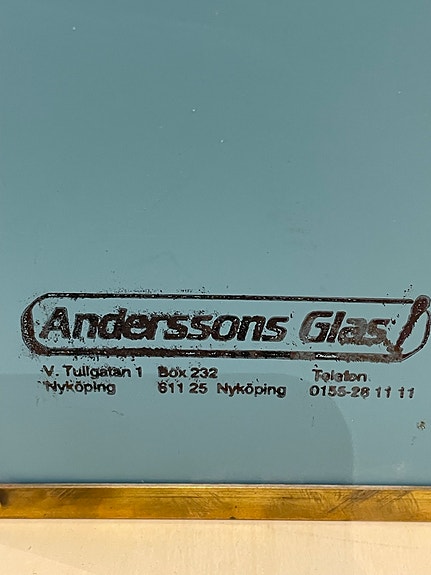 Anderssons Glas
V. Tullgatan 1 Box 232 Telefon
Nyköping 611 25 Nyköping 0155-28 11 11